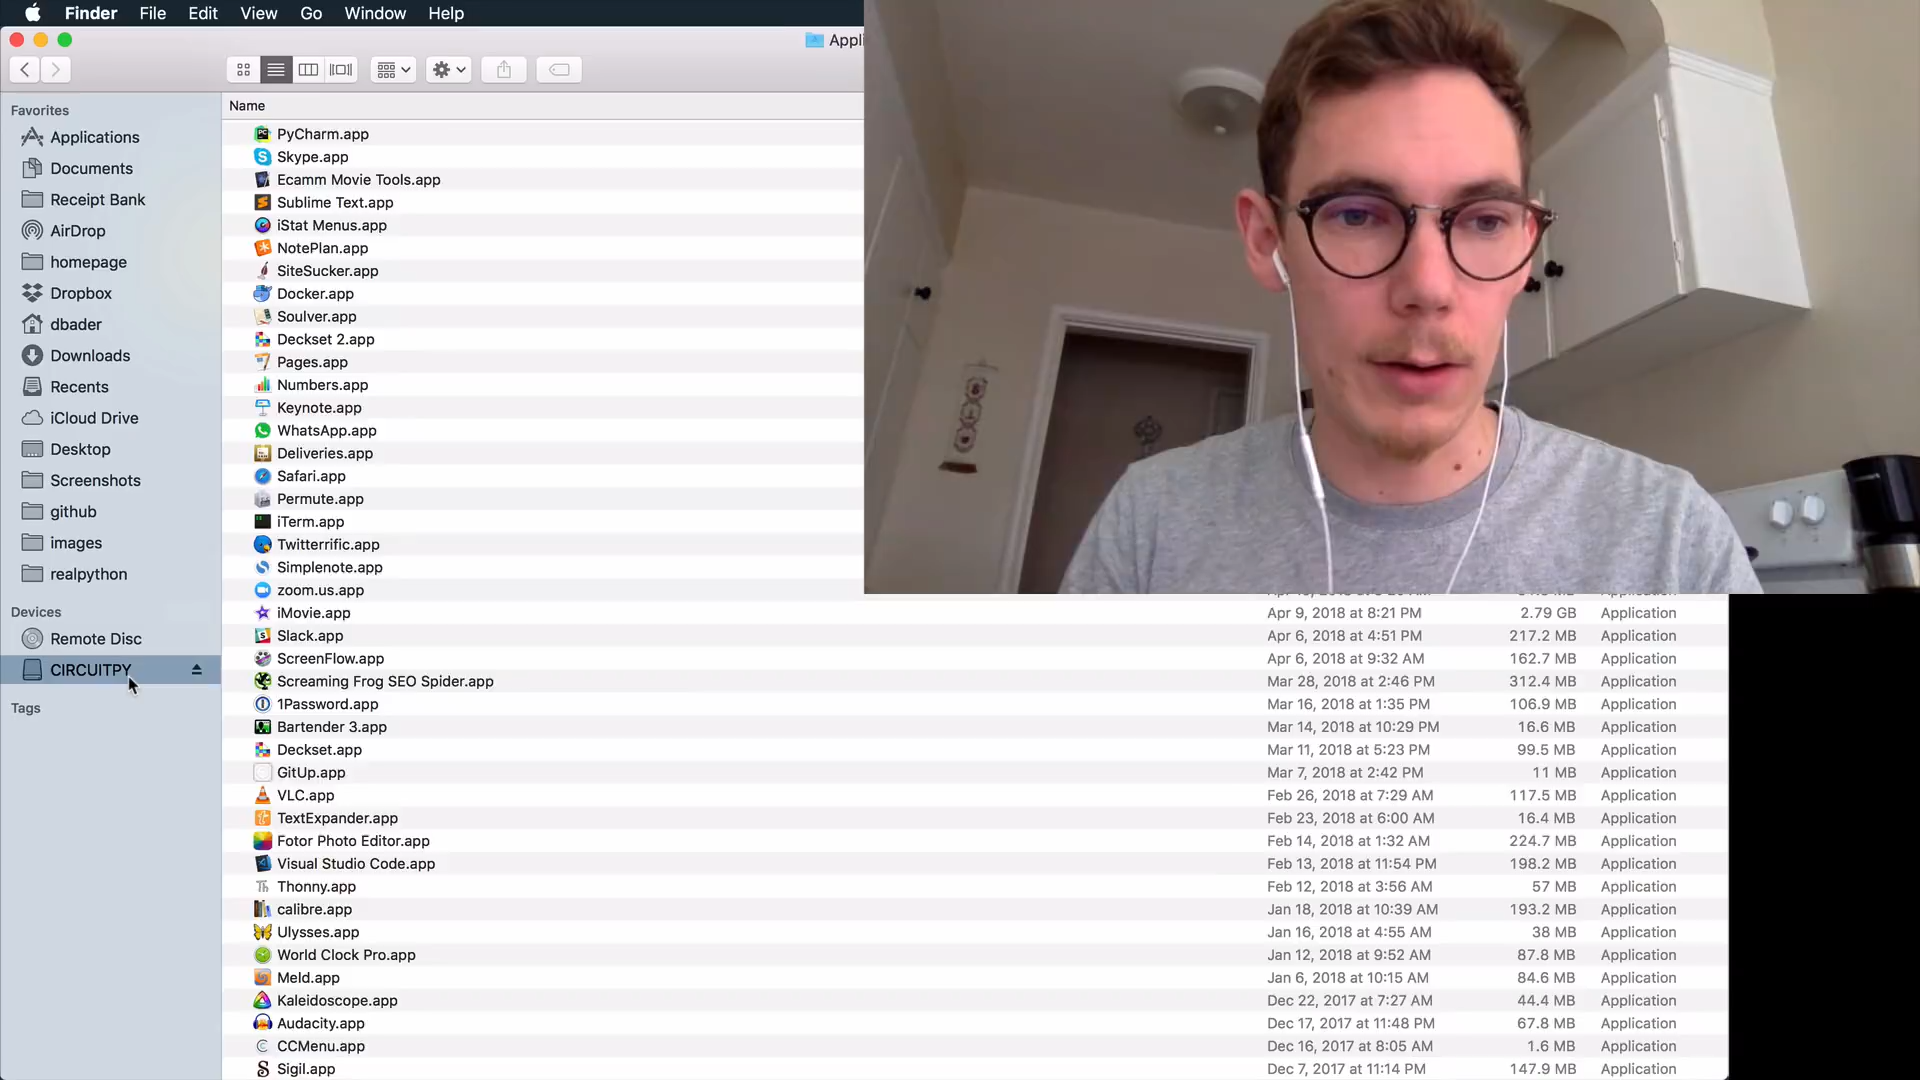 Finder File Edit View Go Window Help
Appli
Favorites
Applications
Documents
Receipt Bank
AirDrop
homepage
Dropbox
dbader
Downloads
Recents
iCloud Drive
Desktop
Screenshots
github
images
realpython
Devices
Remote Disc
CIRCUITPY
Tags
Name
PyCharm.app
Skype.app
Ecamm Movie Tools.app
Sublime Text.app
iStat Menus.app
NotePlan.app
SiteSucker.app
Docker.app
Soulver.app
Deckset 2.app
Pages.app
Numbers.app
Keynote.app
WhatsApp.app
Deliveries.app
Safari.app
Permute.app
iTerm.app
Twitterrific.app
Simplenote.app
zoom.us.app
iMovie.app Apr 9, 2018 at 8:21 PM 2.79 GB Application
Slack.app Apr 6, 2018 at 4:51 PM 217.2 MB Application
ScreenFlow.app Apr 6, 2018 at 9:32 AM 162.7 MB Application
Screaming Frog SEO Spider.app Mar 28, 2018 at 2:46 PM 312.4 MB Application
1Password.app Mar 16, 2018 at 1:35 PM 106.9 MB Application
Bartender 3.app Mar 14, 2018 at 10:29 PM 16.6 MB Application
Deckset.app Mar 11, 2018 at 5:23 PM 99.5 MB Application
GitUp.app Mar 7, 2018 at 2:42 PM 11 MB Application
VLC.app Feb 26, 2018 at 7:29 AM 117.5 MB Application
TextExpander.app Feb 23, 2018 at 6:00 AM 16.4 MB Application
Fotor Photo Editor.app Feb 14, 2018 at 1:32 AM 224.7 MB Application
Visual Studio Code.app Feb 13, 2018 at 11:54 PM 198.2 MB Application
Thonny.app Feb 12, 2018 at 3:56 AM 57 MB Application
calibre.app Jan 18, 2018 at 10:39 AM 193.2 MB Application
Ulysses.app Jan 16, 2018 at 4:55 AM 38 MB Application
World Clock Pro.app Jan 12, 2018 at 9:52 AM 87.8 MB Application
Meld.app Jan 6, 2018 at 10:15 AM 84.6 MB Application
Kaleidoscope.app Dec 22, 2017 at 7:27 AM 44.4 MB Application
Audacity.app Dec 17, 2017 at 11:48 PM 67.8 MB Application
CCMenu.app Dec 16, 2017 at 8:05 AM 1.6 MB Application
Sigil.app Dec 7, 2017 at 11:14 PM 147.9 MB Application